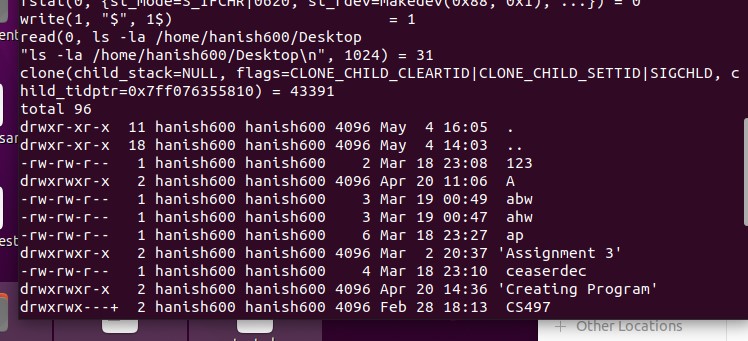 fstat(0, {st_mode=S_IFCHR|0620, st_rdev=makedev(0x88, 0x1), ...}) = 0
write(1, "$", 1$)                        = 1
read(0, ls -la /home/hanish600/Desktop
"ls -la /home/hanish600/Desktop\n", 1024) = 31
clone(child_stack=NULL, flags=CLONE_CHILD_CLEARTID|CLONE_CHILD_SETTID|SIGCHLD, c
hild_tidptr=0x7ff076355810) = 43391
total 96
drwxr-xr-x  11 hanish600 hanish600 4096 May  4 16:05  .
drwxr-xr-x  18 hanish600 hanish600 4096 May  4 14:03  ..
-rw-rw-r--   1 hanish600 hanish600    2 Mar 18 23:08  123
drwxrwxr-x   2 hanish600 hanish600 4096 Apr 20 11:06  A
-rw-rw-r--   1 hanish600 hanish600    3 Mar 19 00:49  abw
-rw-rw-r--   1 hanish600 hanish600    3 Mar 19 00:47  ahw
-rw-rw-r--   1 hanish600 hanish600    6 Mar 18 23:27  ap
drwxrwxr-x   2 hanish600 hanish600 4096 Mar  2 20:37 'Assignment 3'
-rw-rw-r--   1 hanish600 hanish600    4 Mar 18 23:10  ceaserdec
drwxrwxr-x   2 hanish600 hanish600 4096 Apr 20 14:36 'Creating Program'
drwxrwx---+  2 hanish600 hanish600 4096 Feb 28 18:13  CS497
+ Other Locations